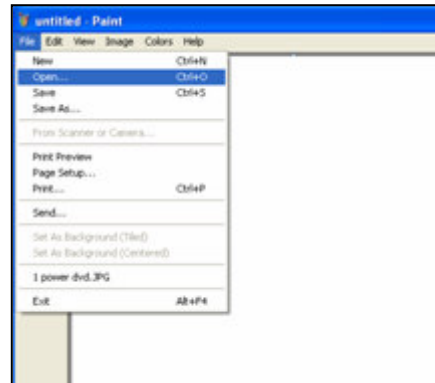 untitled - Paint
File Edit View Image Colors Help
New Ctrl+N
Open... Ctrl+O
Save Ctrl+S
Save As...
From Scanner or Camera...
Print Preview
Page Setup...
Print... Ctrl+P
Send...
Set As Background (Tiled)
Set As Background (Centered)
1 power dvd.JPG
Exit Alt+F4